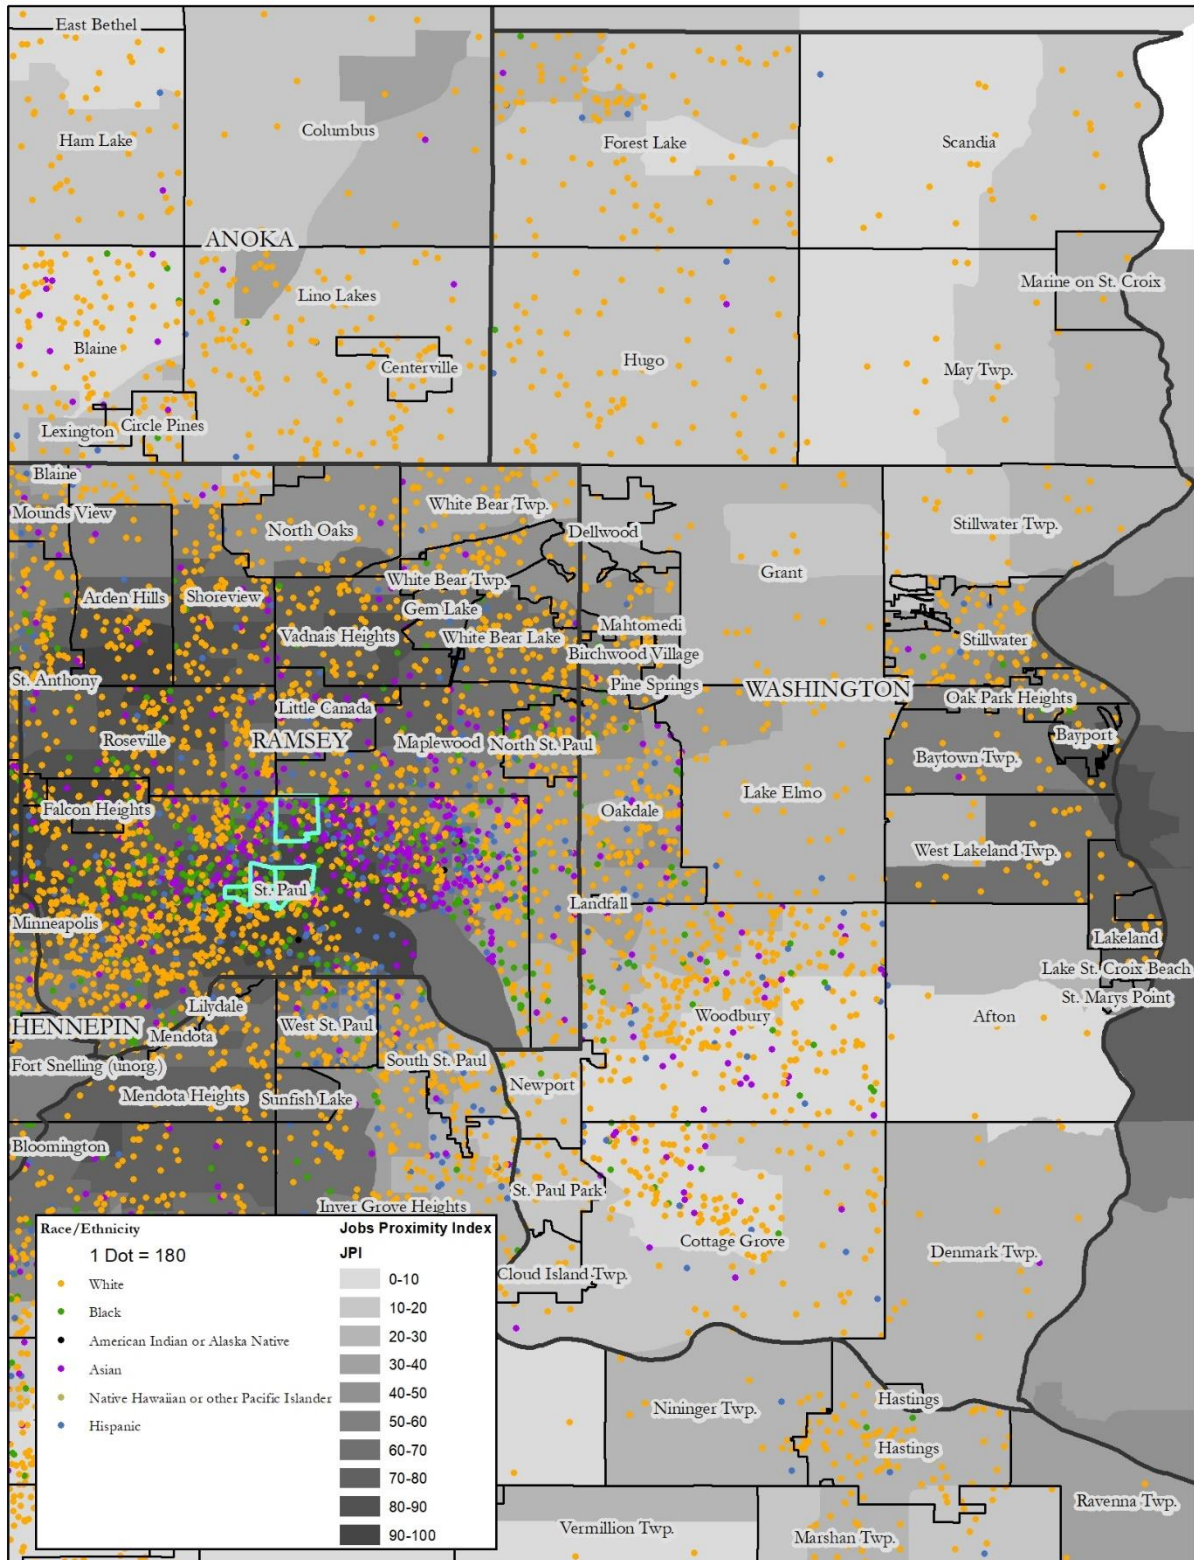 East Bethel
Ham Lake
Columbus
Forest Lake
Scandia
ANOKA
Lino Lakes
Marine on St. Croix
Blaine
Centerville
Hugo
May Twp.
Lexington
Circle Pines
Blaine
Mounds View
North Oaks
White Bear Twp.
Dellwood
Stillwater Twp.
Grant
Arden Hills
Shoreview
White Bear Twp.
Gem Lake
Vadnais Heights
White Bear Lake
Mahtomedi
Stillwater
Birchwood Village
St. Anthony
Pine Springs
WASHINGTON
Oak Park Heights
Little Canada
Roseville
RAMSEY
Maplewood
North St. Paul
Bayport
Baytown Twp.
Lake Elmo
Falcon Heights
Oakdale
West Lakeland Twp.
St. Paul
Landfall
Minneapolis
Lakeland
Lake St. Croix Beach
St. Marys Point
Lilydale
Woodbury
Afton
HENNEPIN
West St. Paul
Mendota
South St. Paul
Fort Snelling (unorg.)
Newport
Mendota Heights
Sunfish Lake
Bloomington
St. Paul Park
Inver Grove Heights
Cottage Grove
Denmark Twp.
Cloud Island Twp.
Race/Ethnicity
1 Dot = 180
White
Black
American Indian or Alaska Native
Asian
Native Hawaiian or other Pacific Islander
Hispanic
Jobs Proximity Index
JPI
0-10
10-20
20-30
30-40
40-50
50-60
60-70
70-80
80-90
90-100
Hastings
Nininger Twp.
Hastings
Ravenna Twp.
Vermillion Twp.
Marshan Twp.